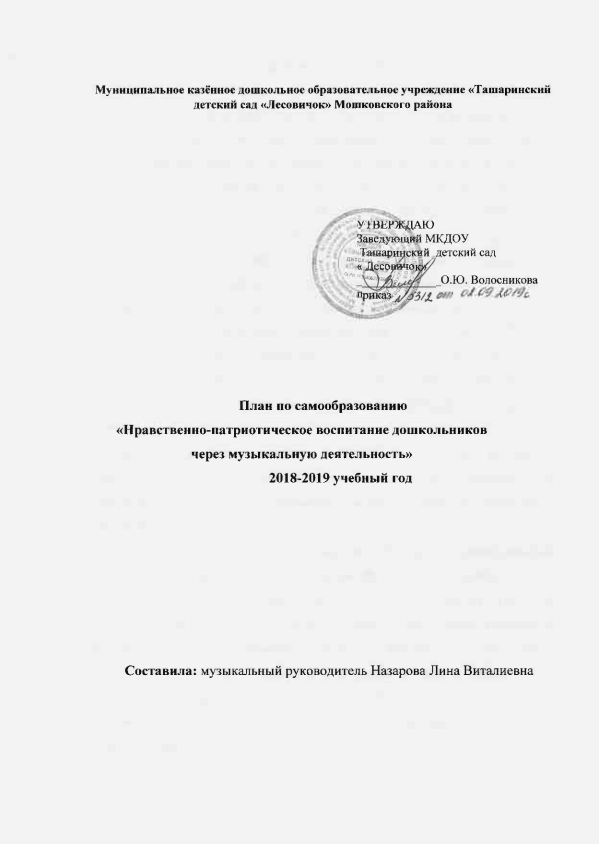 Муниципальное казённое дошкольное образовательное учреждение «Ташаринский
детский сад «Лесовичок» Мошковского района
УТВЕРЖДАЮ
Заведующий МКДОУ
Ташаринский детский сад
« Лесовичок»
О.Ю. Волосникова
приказ № 33/2 от 02.09.2019г
План по самообразованию
«Нравственно-патриотическое воспитание дошкольников
через музыкальную деятельность»
2018-2019 учебный год
Составила: музыкальный руководитель Назарова Лина Виталиевна